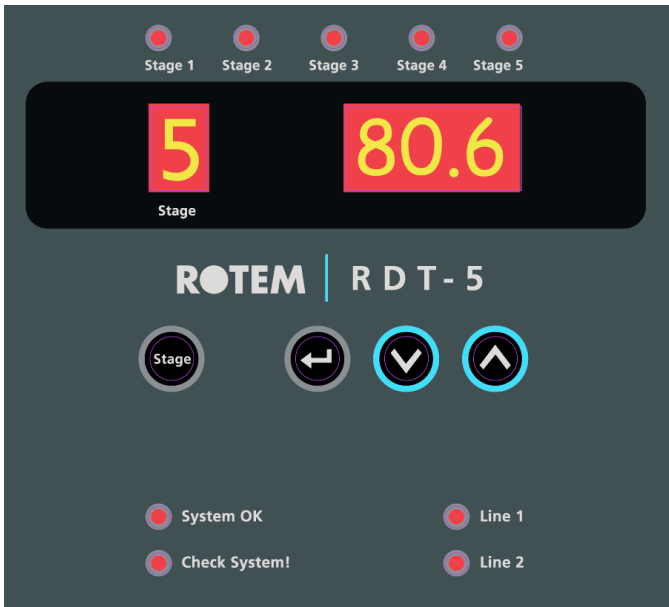 Stage 1 Stage 2 Stage 3 Stage 4 Stage 5
5 80.6
Stage
ROTEM RDT-5
Stage
System OK Line 1
Check System! Line 2